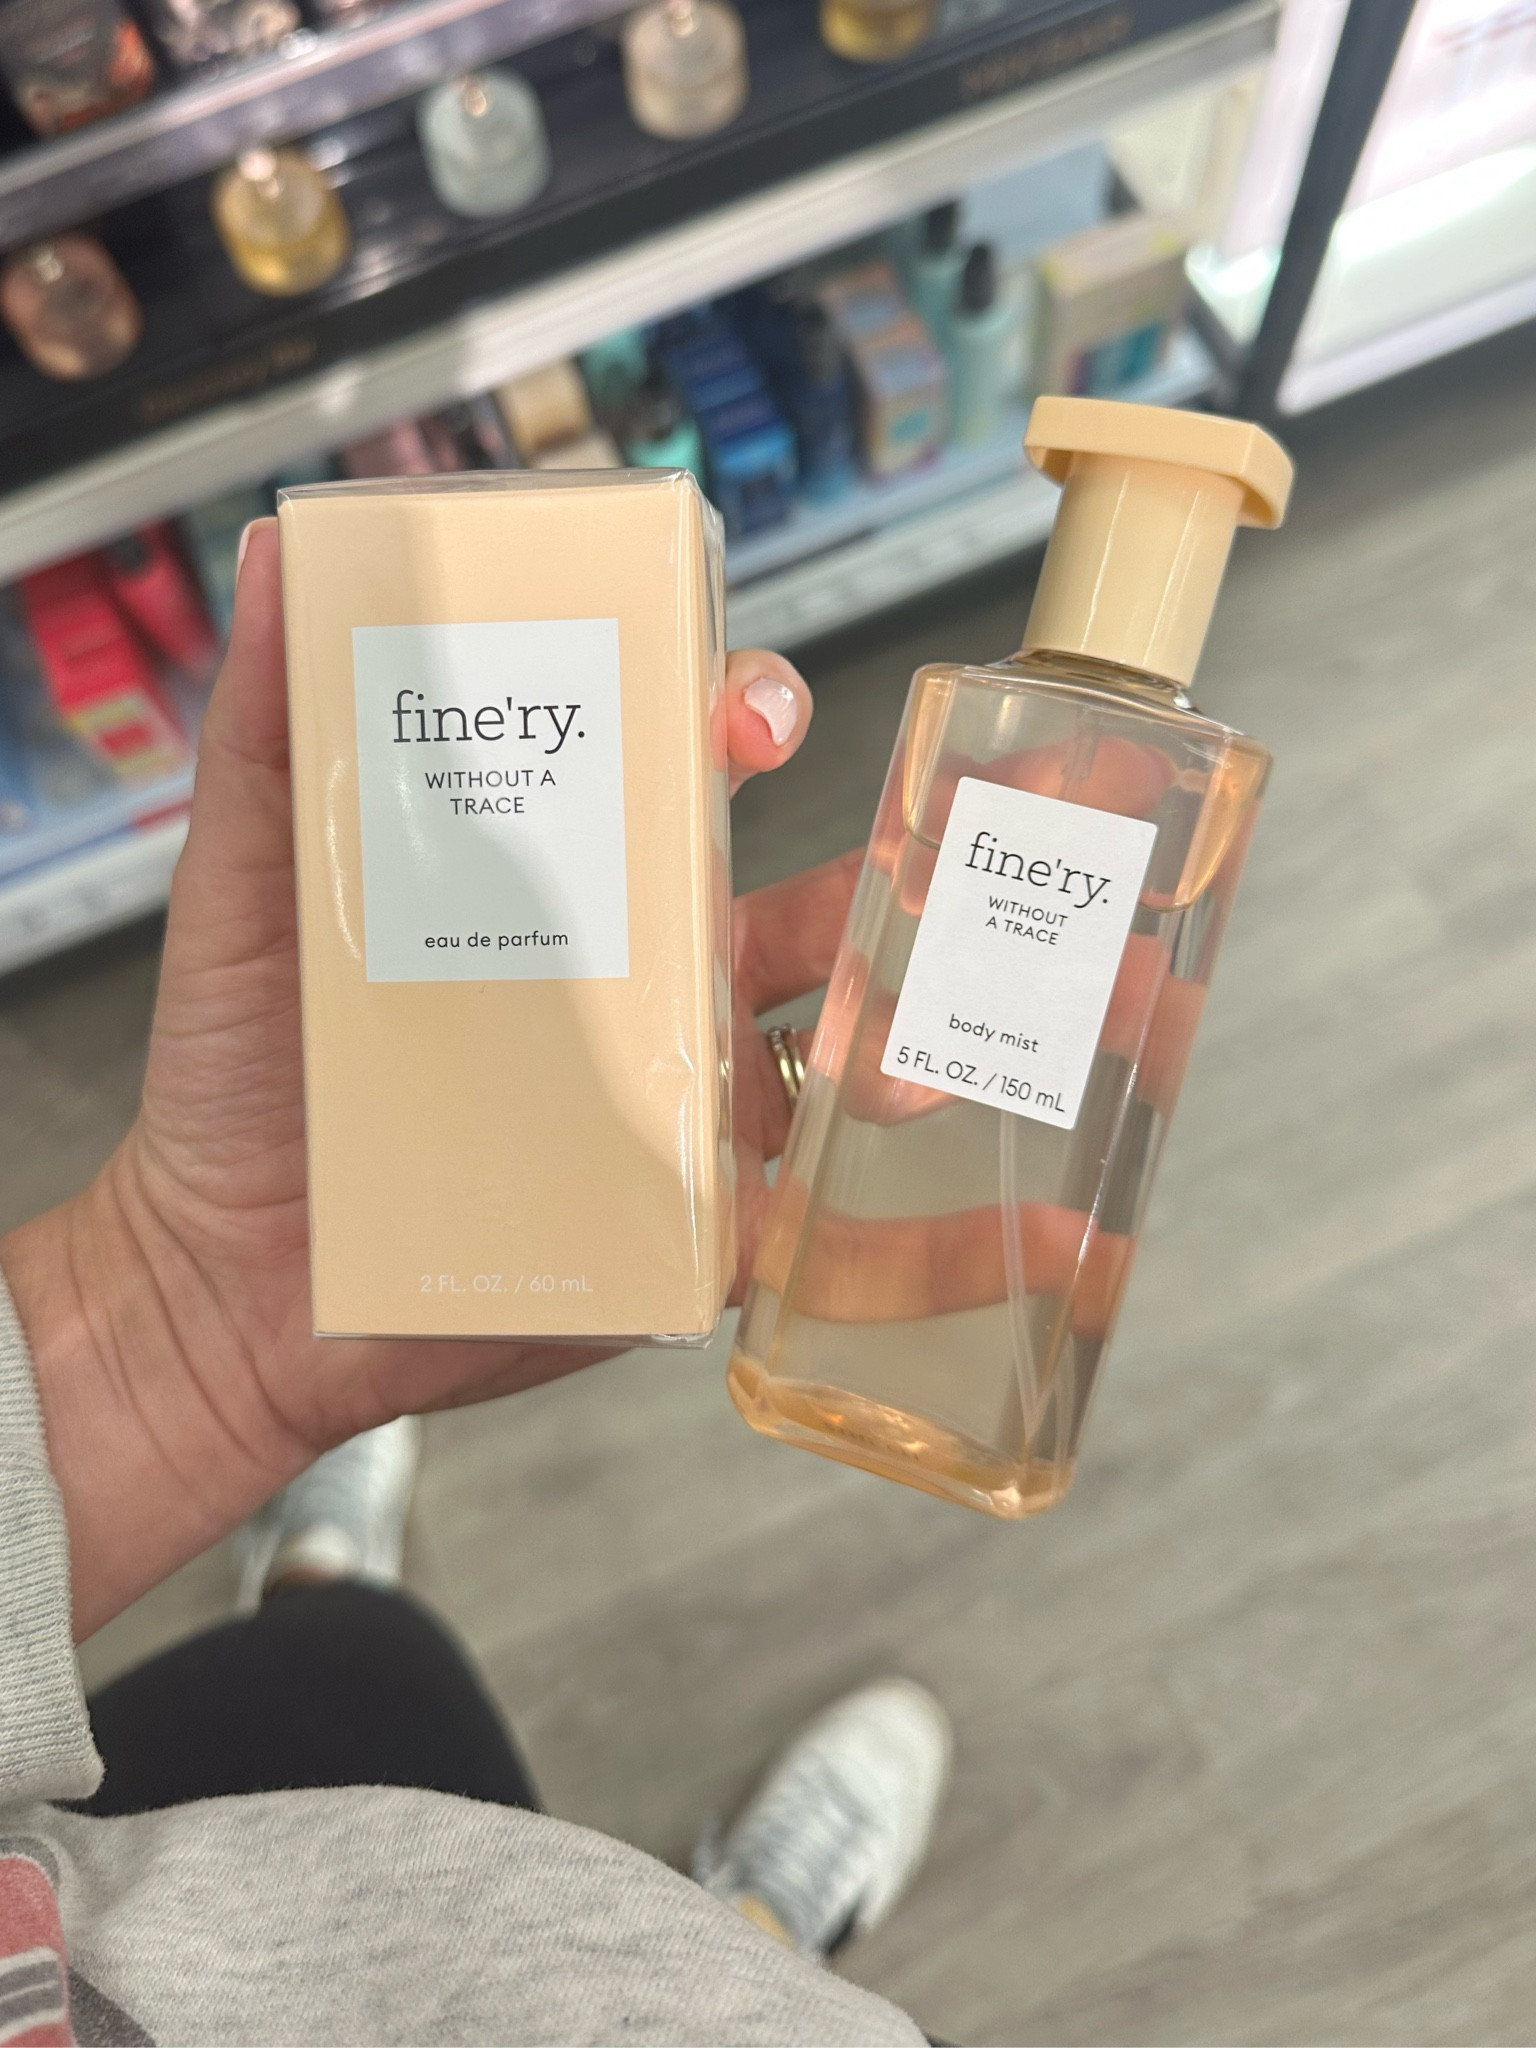 fine'ry.
WITHOUT A
TRACE
eau de parfum
2 FL. OZ. / 60 mL
fine'ry.
WITHOUT
A TRACE
body mist
5 FL. OZ. / 150 mL